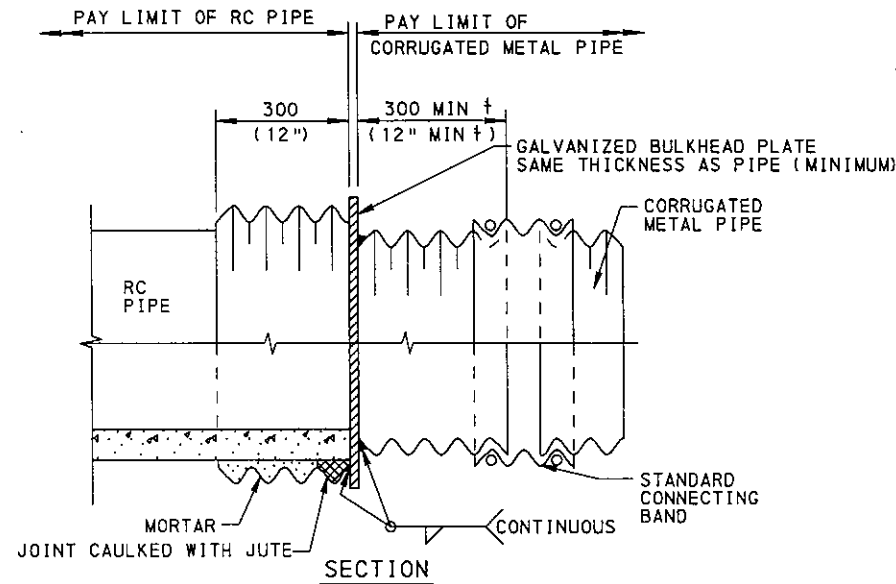 PAY LIMIT OF RC PIPE
PAY LIMIT OF
CORRUGATED METAL PIPE
300
(12")
300 MIN †
(12" MIN †)
GALVANIZED BULKHEAD PLATE
SAME THICKNESS AS PIPE (MINIMUM)
CORRUGATED
METAL PIPE
RC
PIPE
STANDARD
CONNECTING
BAND
MORTAR
CONTINUOUS
JOINT CAULKED WITH JUTE
SECTION